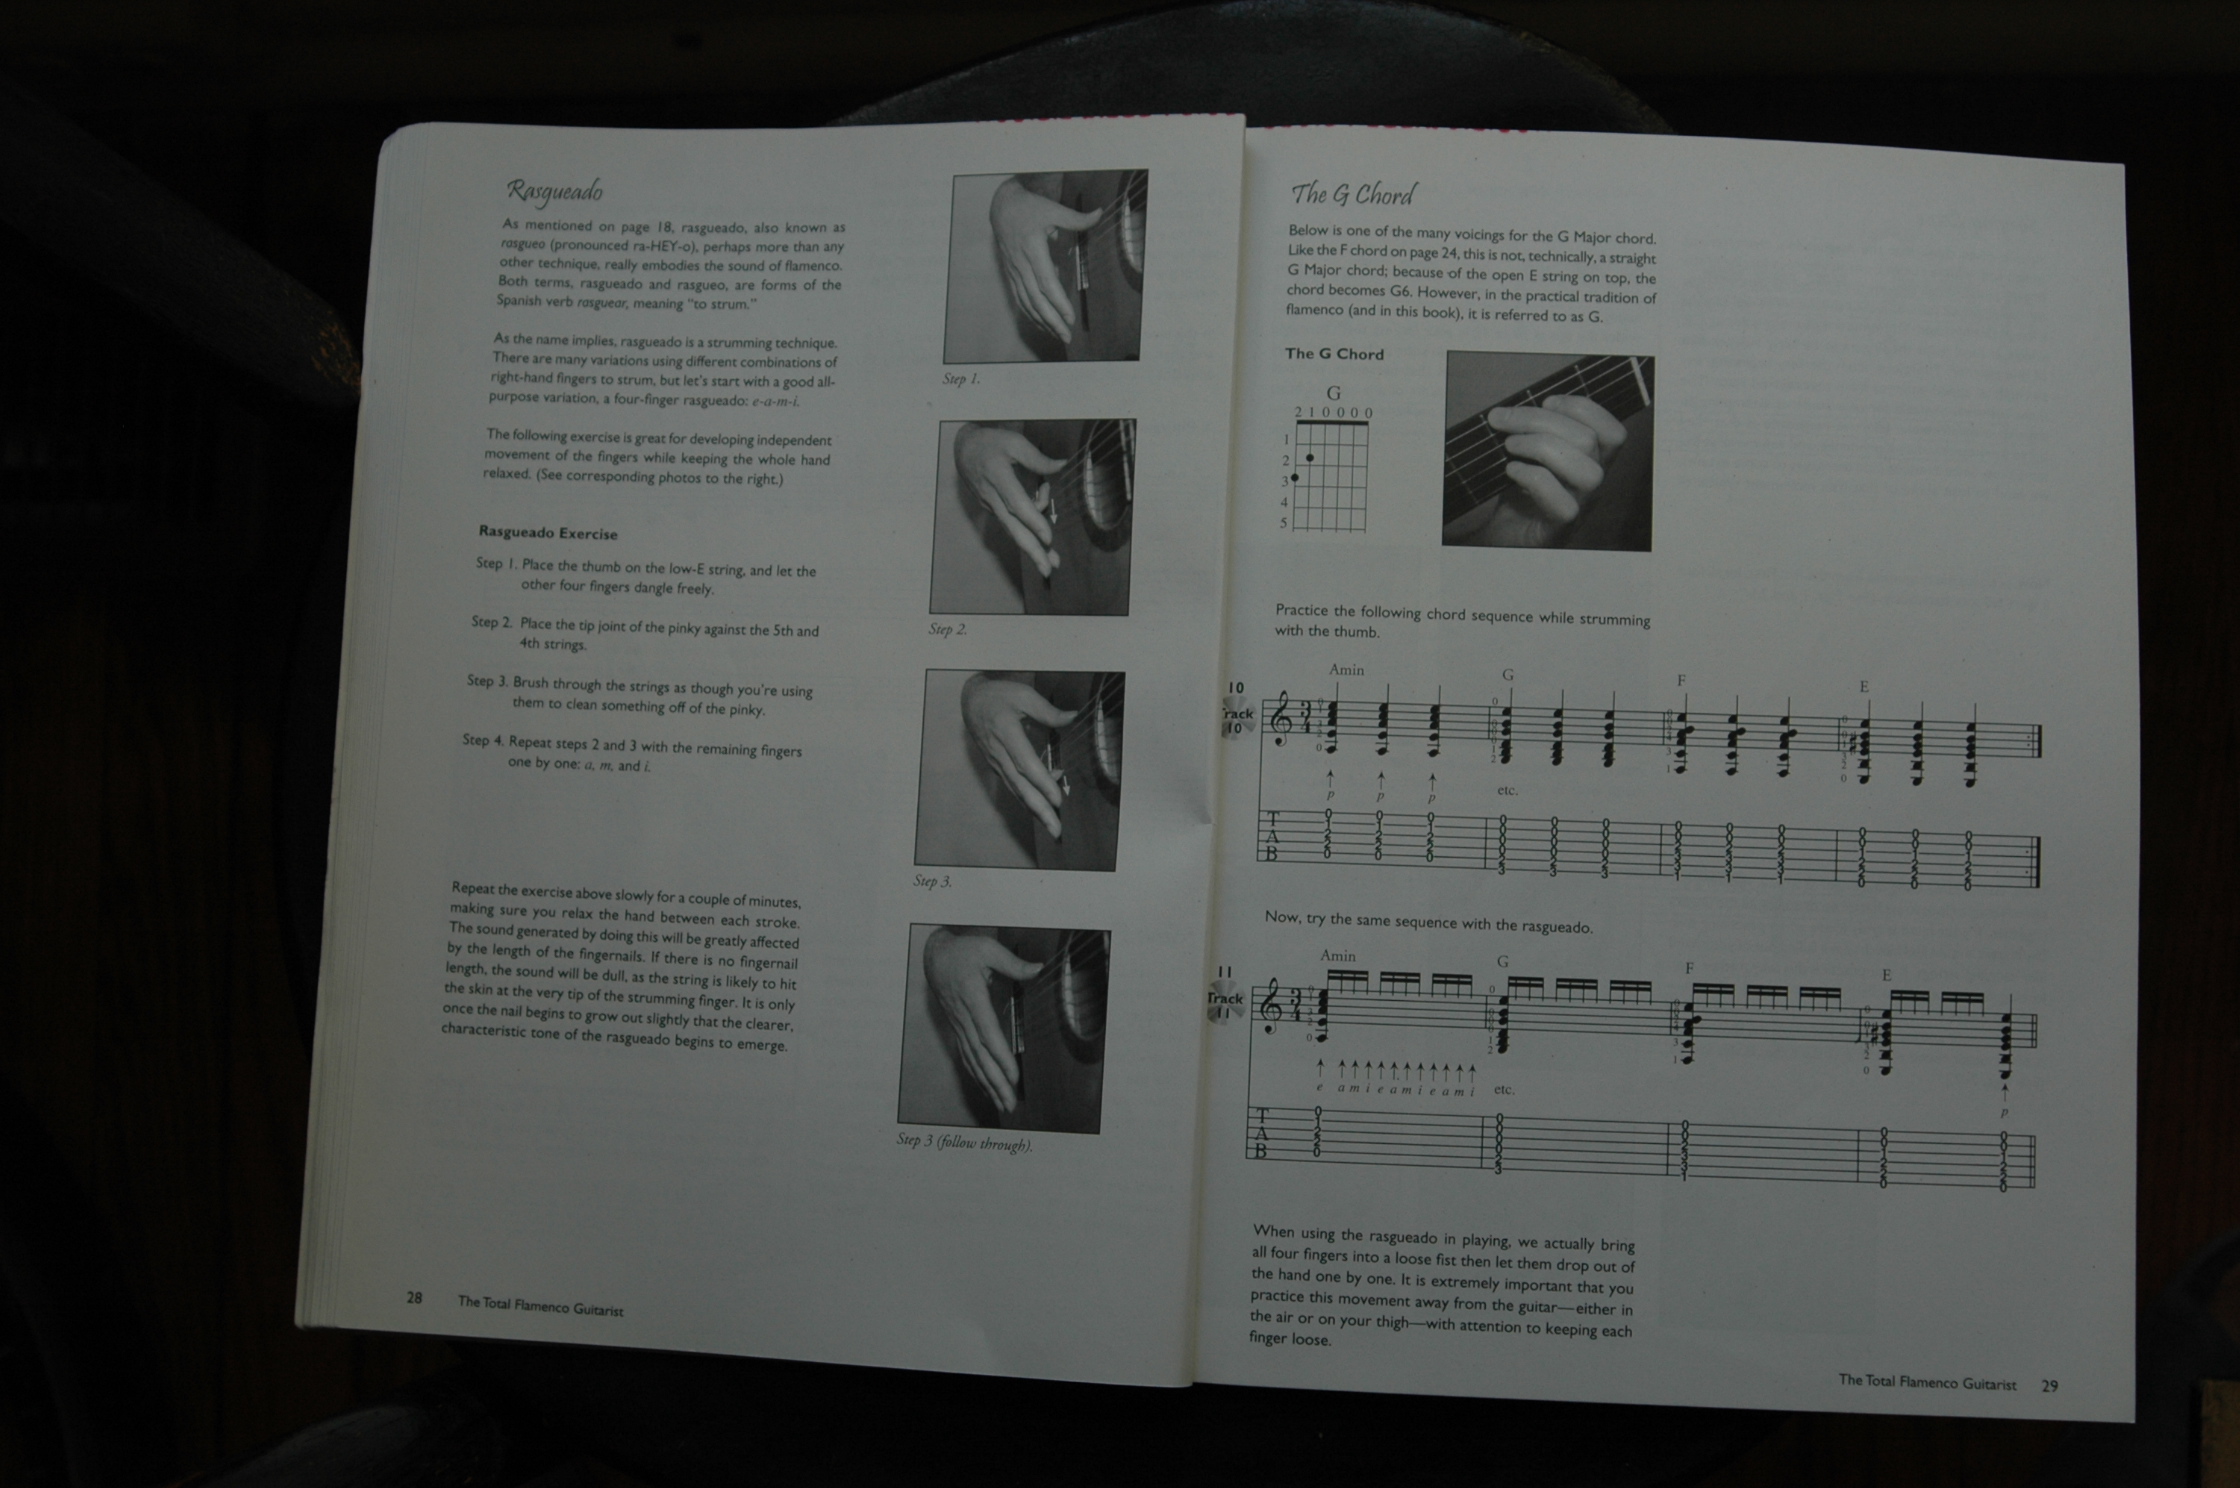 Rasgueado
As mentioned on page 18, rasgueado, also known as
rasgueo (pronounced ra-HEY-o), perhaps more than any
other technique, really embodies the sound of flamenco.
Both terms, rasgueado and rasgueo, are forms of the
Spanish verb rasguear, meaning "to strum."
As the name implies, rasgueado is a strumming technique.
There are many variations using different combinations of
right-hand fingers to strum, but let's start with a good all-
purpose variation, a four-finger rasgueado: e-a-m-i.
The following exercise is great for developing independent
movement of the fingers while keeping the whole hand
relaxed. (See corresponding photos to the right.)
Rasgueado Exercise
Step 1. Place the thumb on the low-E string, and let the
other four fingers dangle freely.
Step 2. Place the tip joint of the pinky against the 5th and
4th strings.
Step 3. Brush through the strings as though you're using
them to clean something off of the pinky.
Step 4. Repeat steps 2 and 3 with the remaining fingers
one by one: a, m, and i.
Repeat the exercise above slowly for a couple of minutes,
making sure you relax the hand between each stroke.
The sound generated by doing this will be greatly affected
by the length of the fingernails. If there is no fingernail
length, the sound will be dull, as the string is likely to hit
the skin at the very tip of the strumming finger. It is only
once the nail begins to grow out slightly that the clearer,
characteristic tone of the rasgueado begins to emerge.
Step 1.
Step 2.
Step 3.
Step 3 (follow through).
28 The Total Flamenco Guitarist
The G Chord
Below is one of the many voicings for the G Major chord.
Like the F chord on page 24, this is not, technically, a straight
G Major chord; because of the open E string on top, the
chord becomes G6. However, in the practical tradition of
flamenco (and in this book), it is referred to as G.
The G Chord
G
2 1 0 0 0 0
1
2
3
4
5
Practice the following chord sequence while strumming
with the thumb.
Amin G F E
10
Track
10
p p p etc.
T
A
B
Now, try the same sequence with the rasgueado.
Amin G F E
11
Track
11
e a m i e a m i e a m i etc.
p
T
A
B
When using the rasgueado in playing, we actually bring
all four fingers into a loose fist then let them drop out of
the hand one by one. It is extremely important that you
practice this movement away from the guitar—either in
the air or on your thigh—with attention to keeping each
finger loose.
The Total Flamenco Guitarist 29